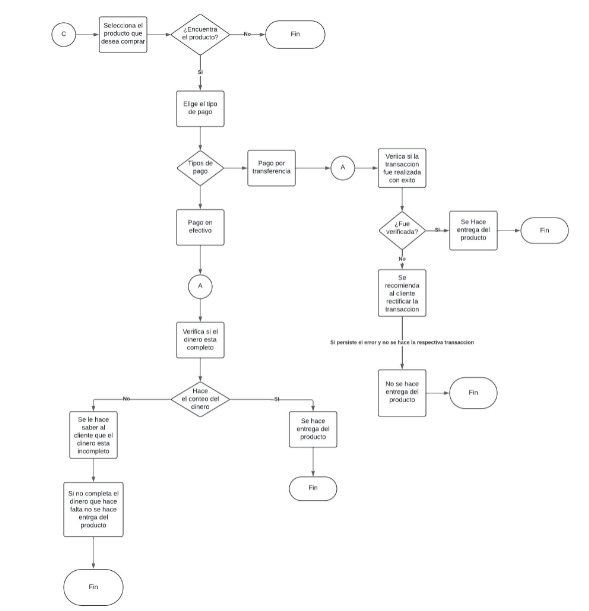 C
Selecciona el
producto que
desea comprar
¿Encuentra
el producto?
No
Fin
Si
Elige el tipo
de pago
Tipos de
pago
Pago por
transferencia
A
Verifca si la
transaccion
fue realizada
con exito
¿Fue
verificada?
Si
Se Hace
entrega del
producto
Fin
No
Se
recomienda
al cliente
rectificar la
transaccion
Si persiste el error y no se hace la respectiva transaccion
No se hace
entrega del
producto
Fin
Pago en
efectivo
A
Verifica si el
dinero esta
completo
Hace
el conteo del
dinero
No
Si
Se le hace
saber al
cliente que el
dinero esta
incompleto
Si no completa el
dinero que hace
falta no se hace
entrga del
producto
Fin
Se hace
entrega del
producto
Fin